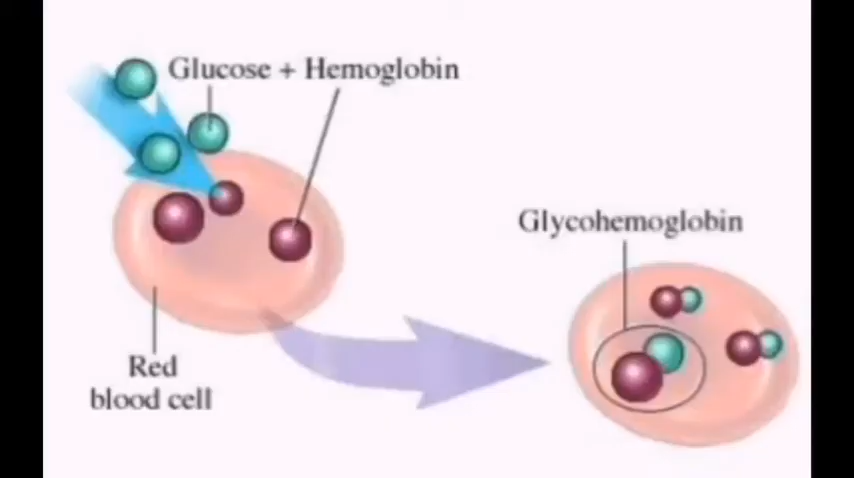 Glucose + Hemoglobin
Glycohemoglobin
Red
blood cell